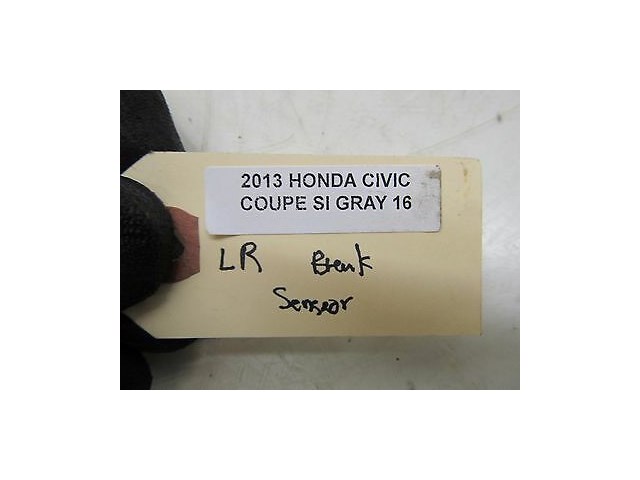 2013 HONDA CIVIC
COUPE SI GRAY 16
LR
Sensor